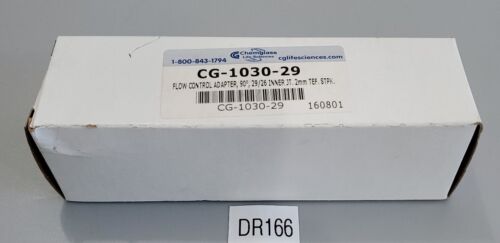 Chemglass
Life Sciences
1-800-843-1794
cglifesciences.com
CG-1030-29
FLOW CONTROL ADAPTER, 90°, 29/26 INNER JT. 2mm TEF. STPK.
CG-1030-29
160801
DR166